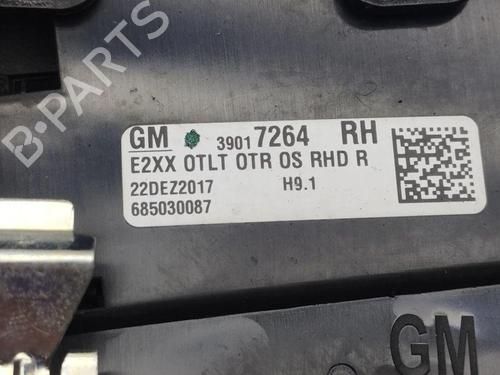 B-PARTS
GM 39017264 RH
E2XX OTLT OTR OS RHD R
22DEZ2017 H9.1
685030087
GM